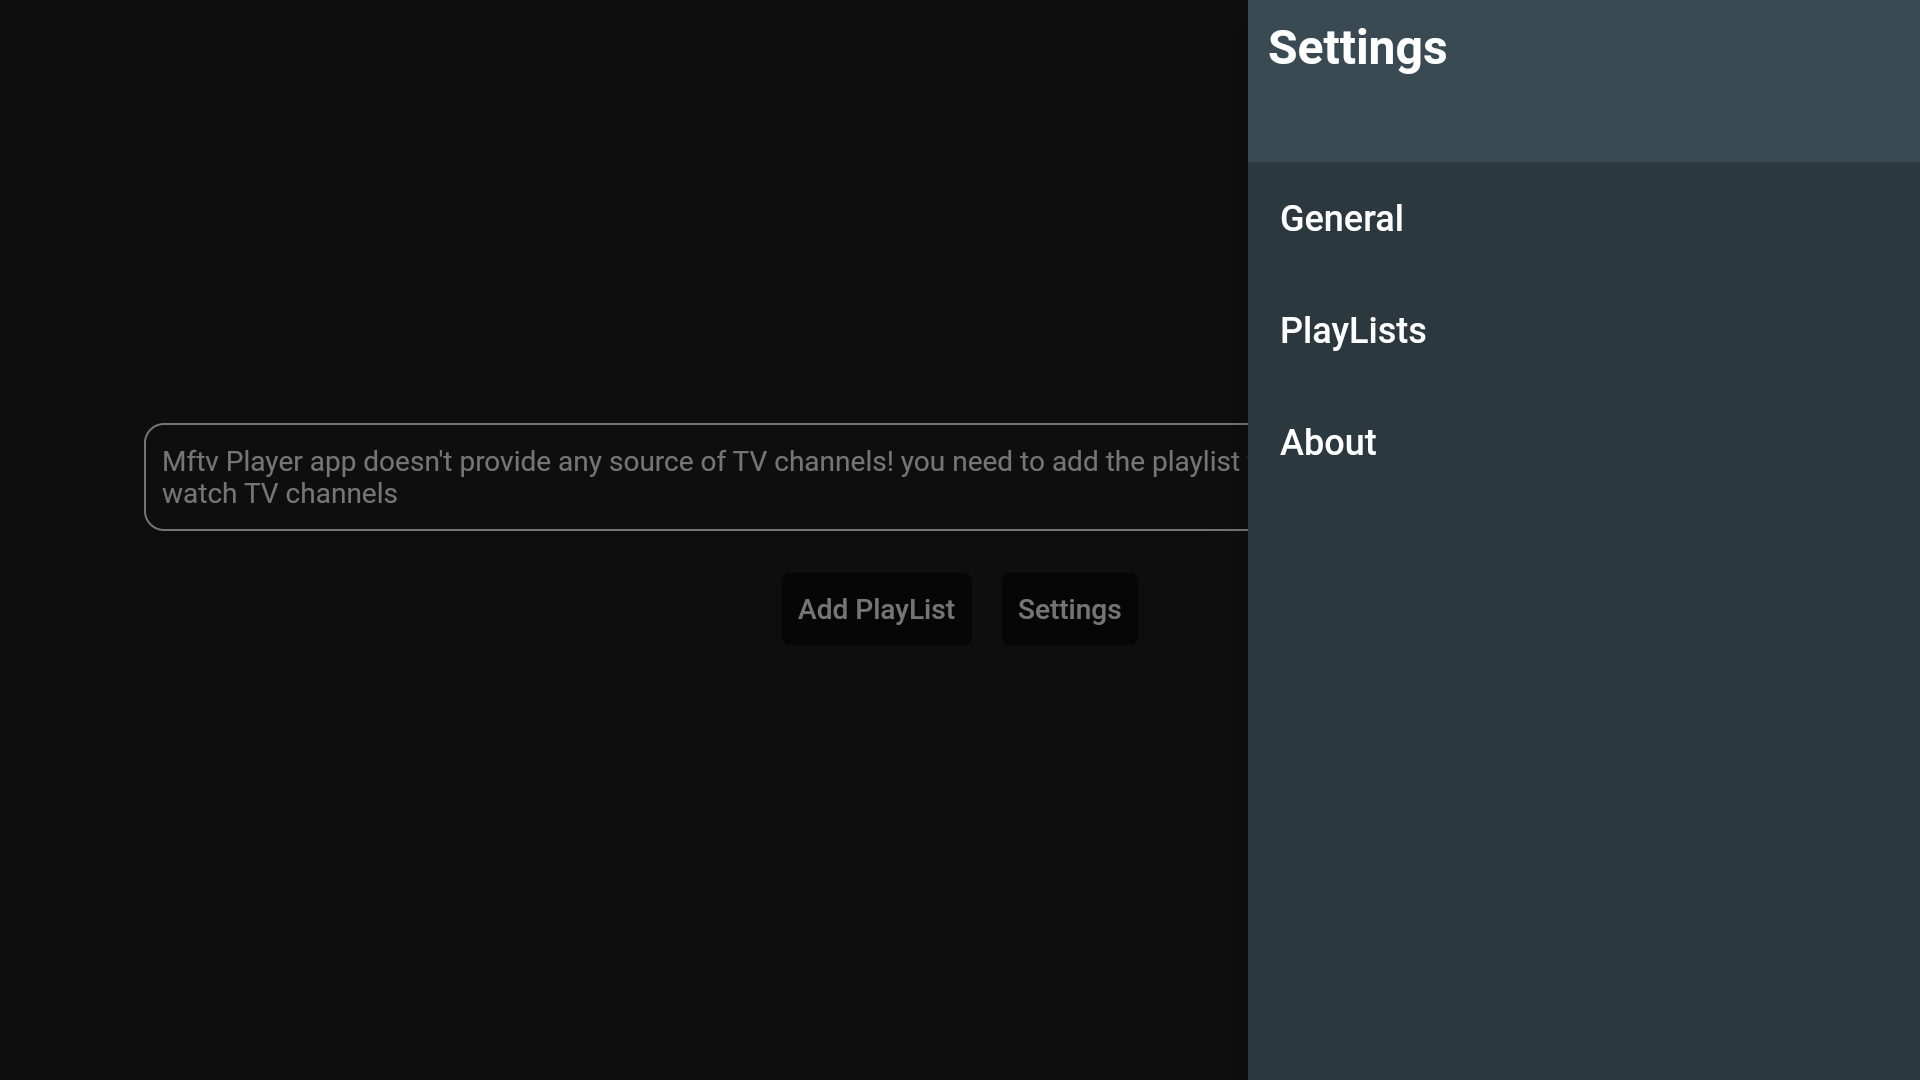 Settings
General
PlayLists
About
Mftv Player app doesn't provide any source of TV channels! you need to add the playlist
watch TV channels
Add PlayList
Settings